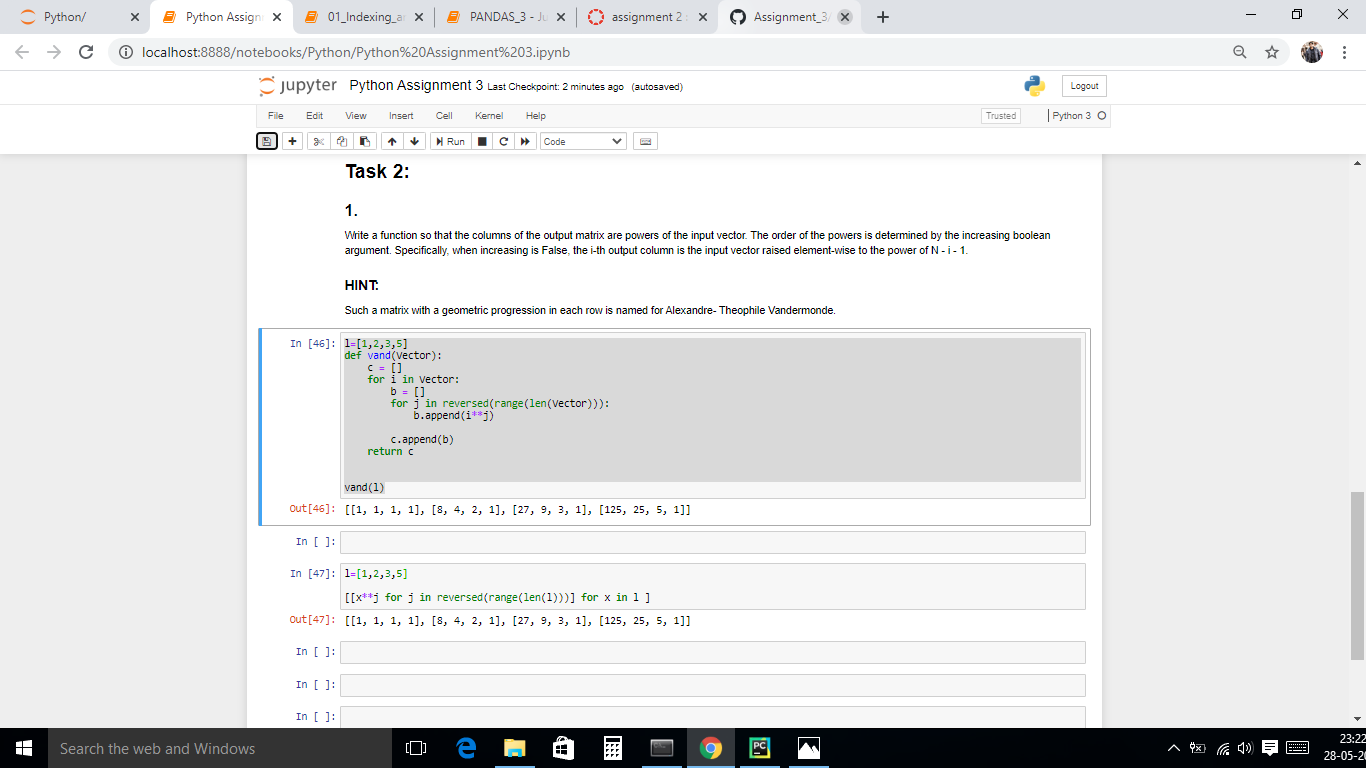 Python/
Python Assign
01_Indexing_a
PANDAS_3 - Ju
assignment 2
Assignment_3/
localhost:8888/notebooks/Python/Python%20Assignment%203.ipynb
jupyter Python Assignment 3 Last Checkpoint: 2 minutes ago (autosaved)
Logout
File Edit View Insert Cell Kernel Help
Trusted
Python 3
Run
Code
Task 2:
1.
Write a function so that the columns of the output matrix are powers of the input vector. The order of the powers is determined by the increasing boolean
argument. Specifically, when increasing is False, the i-th output column is the input vector raised element-wise to the power of N - i - 1.
HINT:
Such a matrix with a geometric progression in each row is named for Alexandre- Theophile Vandermonde.
In [46]: l=[1,2,3,5]
def vand(Vector):
    c = []
    for i in Vector:
        b = []
        for j in reversed(range(len(Vector))):
            b.append(i**j)
        c.append(b)
    return c
vand(l)
Out[46]: [[1, 1, 1, 1], [8, 4, 2, 1], [27, 9, 3, 1], [125, 25, 5, 1]]
In [ ]:
In [47]: l=[1,2,3,5]
[[x**j for j in reversed(range(len(l)))] for x in l ]
Out[47]: [[1, 1, 1, 1], [8, 4, 2, 1], [27, 9, 3, 1], [125, 25, 5, 1]]
In [ ]:
In [ ]:
In [ ]:
Search the web and Windows
PC
23:22
28-05-20